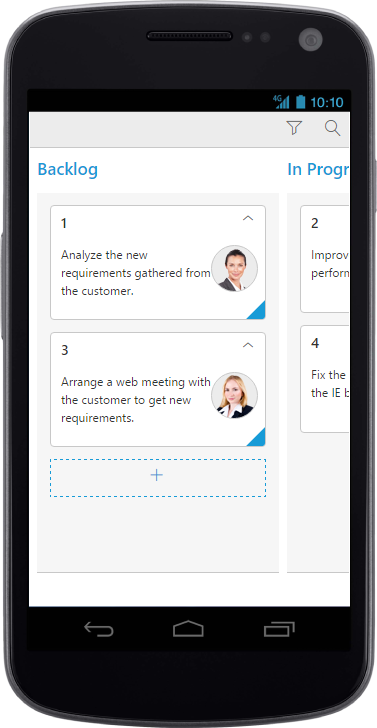 4G 10:10
Backlog
In Progr
1
Analyze the new
requirements gathered from
the customer.
3
Arrange a web meeting with
the customer to get new
requirements.
2
Improv
perform
4
Fix the
the IE b